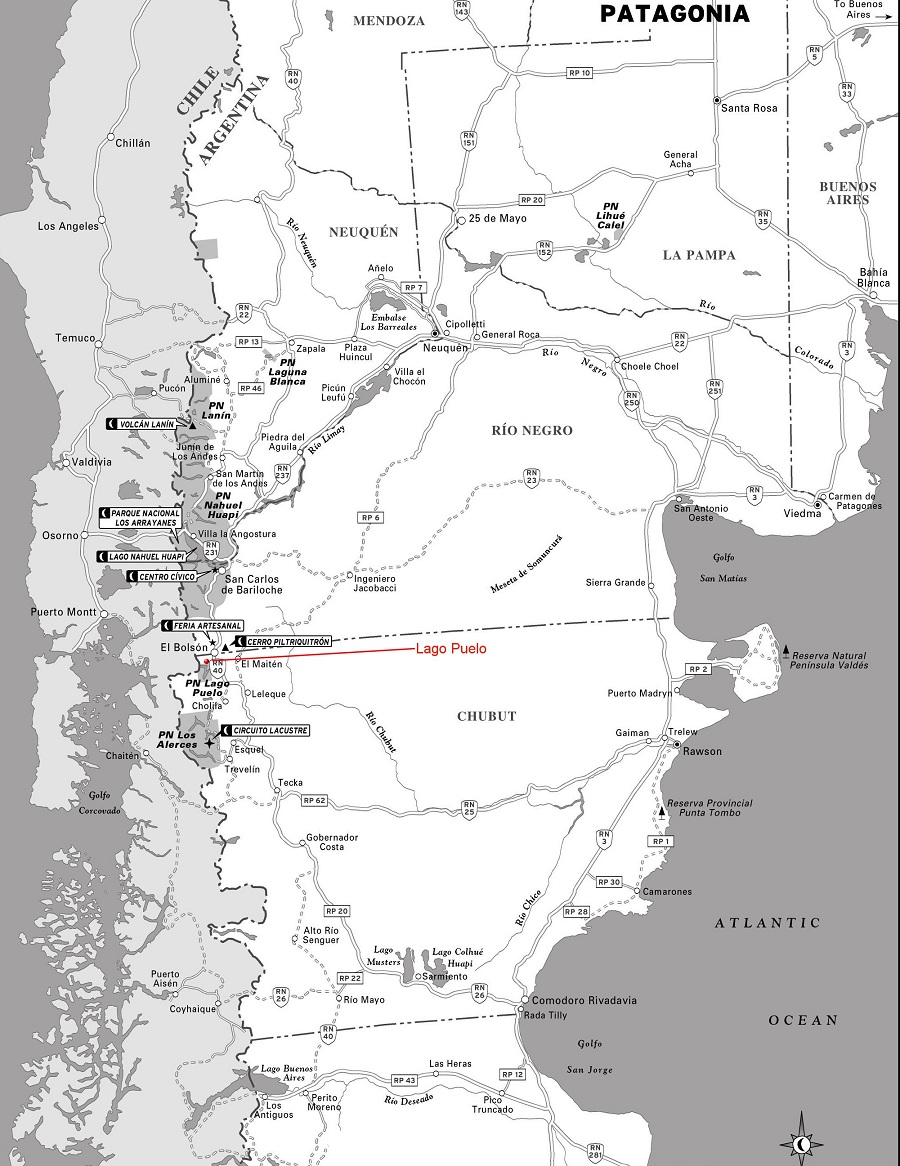 PATAGONIA
To Buenos
Aires
MENDOZA
RN
143
RN
5
RN
40
RP 10
RN
33
CHILE
ARGENTINA
Santa Rosa
Chillán
RN
151
General
Acha
BUENOS
AIRES
RP 20
PN
Lihué
Calel
25 de Mayo
RN
35
Los Angeles
Río Neuquén
NEUQUÉN
RN
152
LA PAMPA
Añelo
RP 7
Bahía
Blanca
Embalse
Los Barreales
RN
22
Río
Colorado
Cipolletti
General Roca
Neuquén
Temuco
RP 13
Zapala
Plaza
Huincul
Río
Negro
RN
22
RN
3
PN
Laguna
Blanca
Villa el
Chocón
Choele Choel
Aluminé
RP 46
Pucón
Picún
Leufú
RN
250
RN
251
PN
Lanín
VOLCÁN LANÍN
RÍO NEGRO
Piedra del
Aguila
Río Limay
Junín de
Los Andes
Valdivia
San Martín
de los Andes
RN
237
RN
23
PN
Nahuel
Huapi
RN
3
Carmen de
Patagones
San Antonio
Oeste
Viedma
PARQUE NACIONAL
LOS ARRAYANES
RP 6
Osorno
Villa la Angostura
RN
231
LAGO NAHUEL HUAPI
Meseta de Somuncurá
Golfo
San Matías
CENTRO CÍVICO
San Carlos
de Bariloche
Ingeniero
Jacobacci
Sierra Grande
Puerto Montt
FERIA ARTESANAL
CERRO PILTRIQUITRÓN
El Bolsón
Lago Puelo
Reserva Natural
Península Valdés
RN
40
El Maitén
RP 2
PN Lago
Puelo
Leleque
Puerto Madryn
Cholila
Río Chubut
CHUBUT
CIRCUITO LACUSTRE
PN Los
Alerces
Gaiman
Trelew
Rawson
Chaitén
Esquel
Trevelín
Tecka
Golfo
Corcovado
RP 62
RN
25
Reserva Provincial
Punta Tombo
Gobernador
Costa
RN
3
RP 1
RP 30
Camarones
Río Chico
RP 20
RP 28
ATLANTIC
OCEAN
Alto Río
Senguer
Lago
Musters
Lago Colhué
Huapi
Puerto
Aisén
RP 22
Sarmiento
RN
26
Río Mayo
RN
26
Comodoro Rivadavia
Coyhaique
Rada Tilly
RN
40
Golfo
San Jorge
Lago Buenos
Aires
Las Heras
RP 43
RP 12
Los
Antiguos
Perito
Moreno
Río Deseado
Pico
Truncado
RN
281